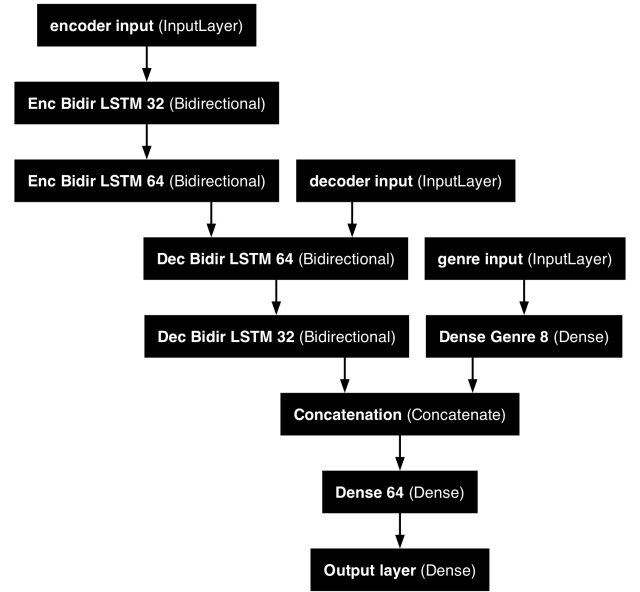 encoder input (InputLayer)
Enc Bidir LSTM 32 (Bidirectional)
Enc Bidir LSTM 64 (Bidirectional)
decoder input (InputLayer)
Dec Bidir LSTM 64 (Bidirectional)
genre input (InputLayer)
Dec Bidir LSTM 32 (Bidirectional)
Dense Genre 8 (Dense)
Concatenation (Concatenate)
Dense 64 (Dense)
Output layer (Dense)